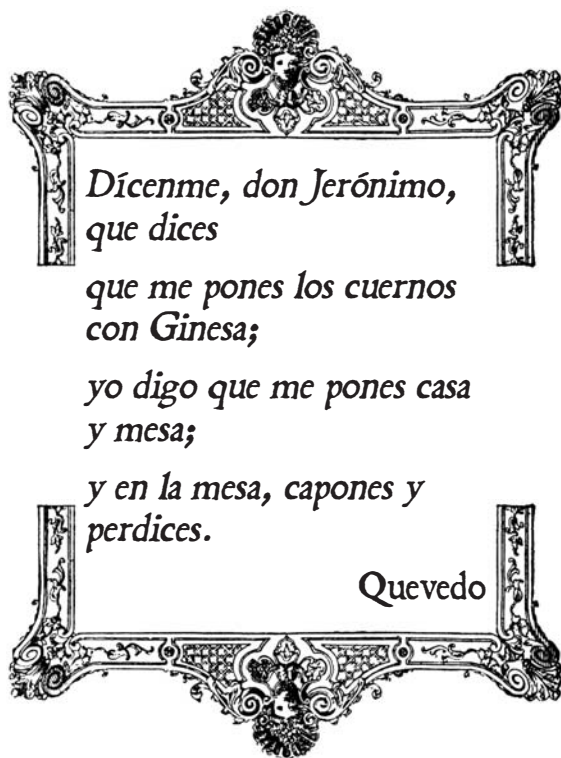 Dícenme, don Jerónimo,
que dices
que me pones los cuernos
con Ginesa;
yo digo que me pones casa
y mesa;
y en la mesa, capones y
perdices.
Quevedo